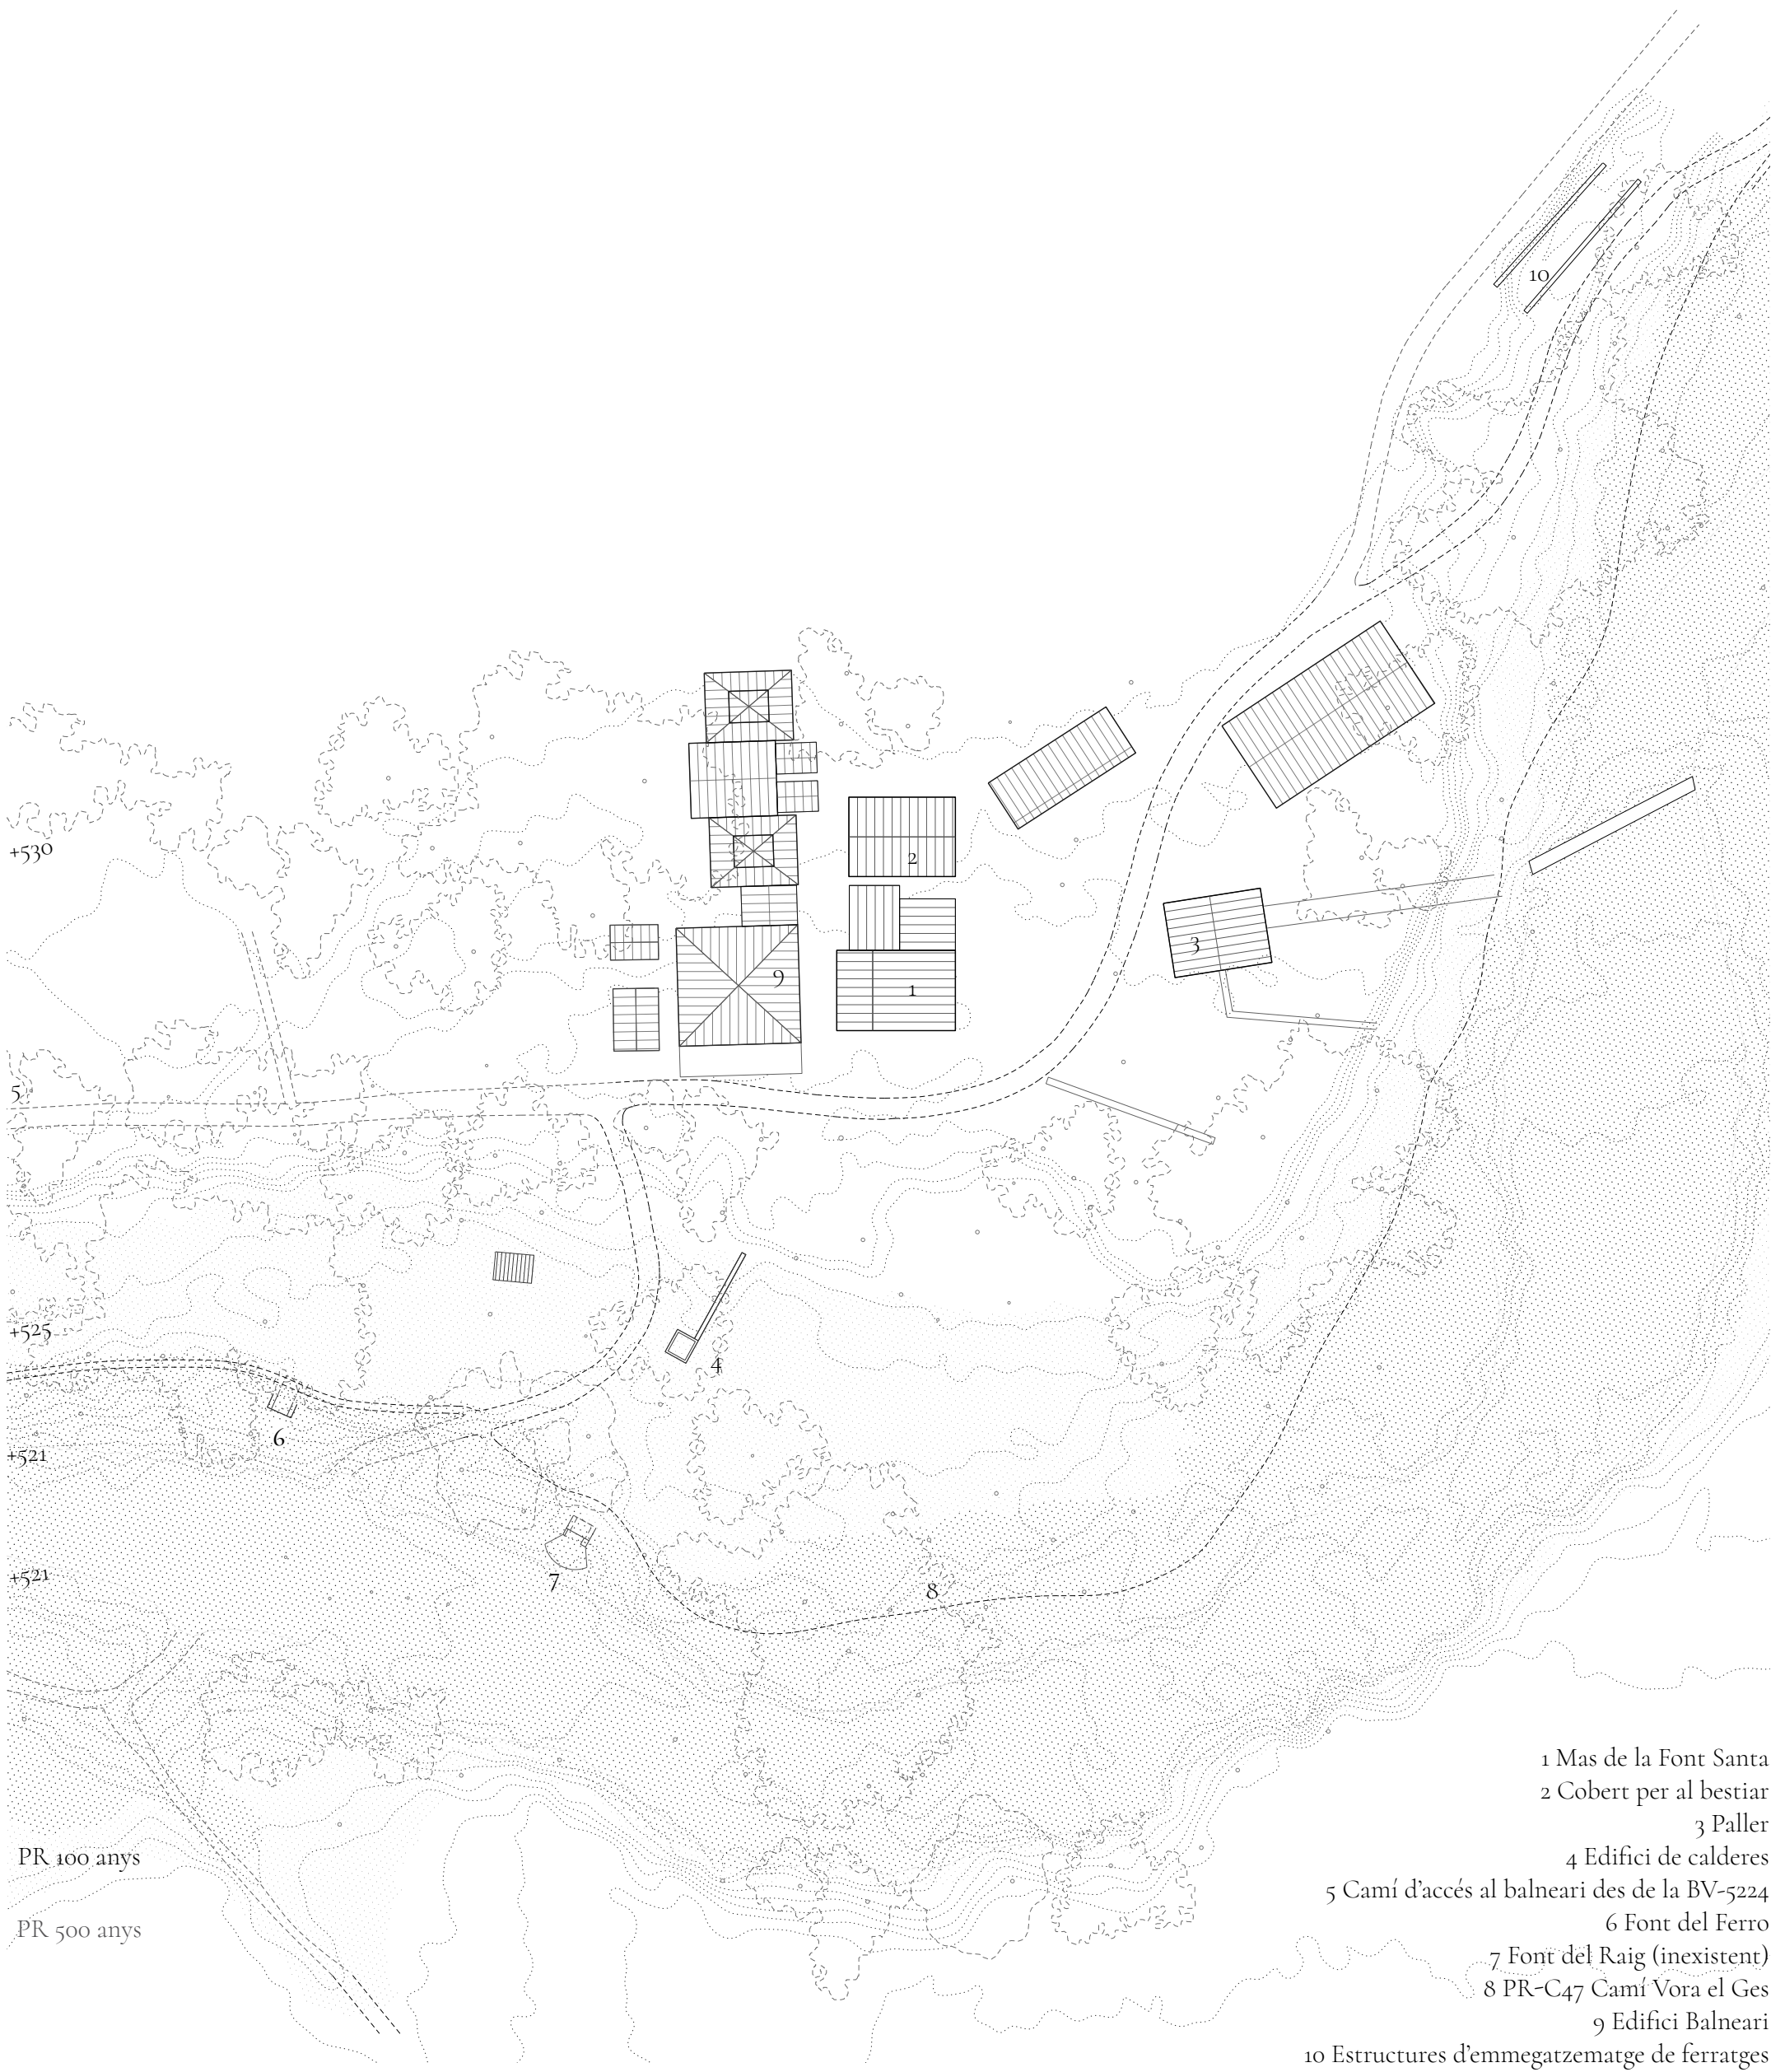 10
+530
2
3
9
1
5
+525
4
6
+521
+521
7
8
1 Mas de la Font Santa
2 Cobert per al bestiar
3 Paller
4 Edifici de calderes
5 Camí d'accés al balneari des de la BV-5224
6 Font del Ferro
7 Font del Raig (inexistent)
8 PR-C47 Camí Vora el Ges
9 Edifici Balneari
10 Estructures d'emmegatzematge de ferratges
PR 100 anys
PR 500 anys